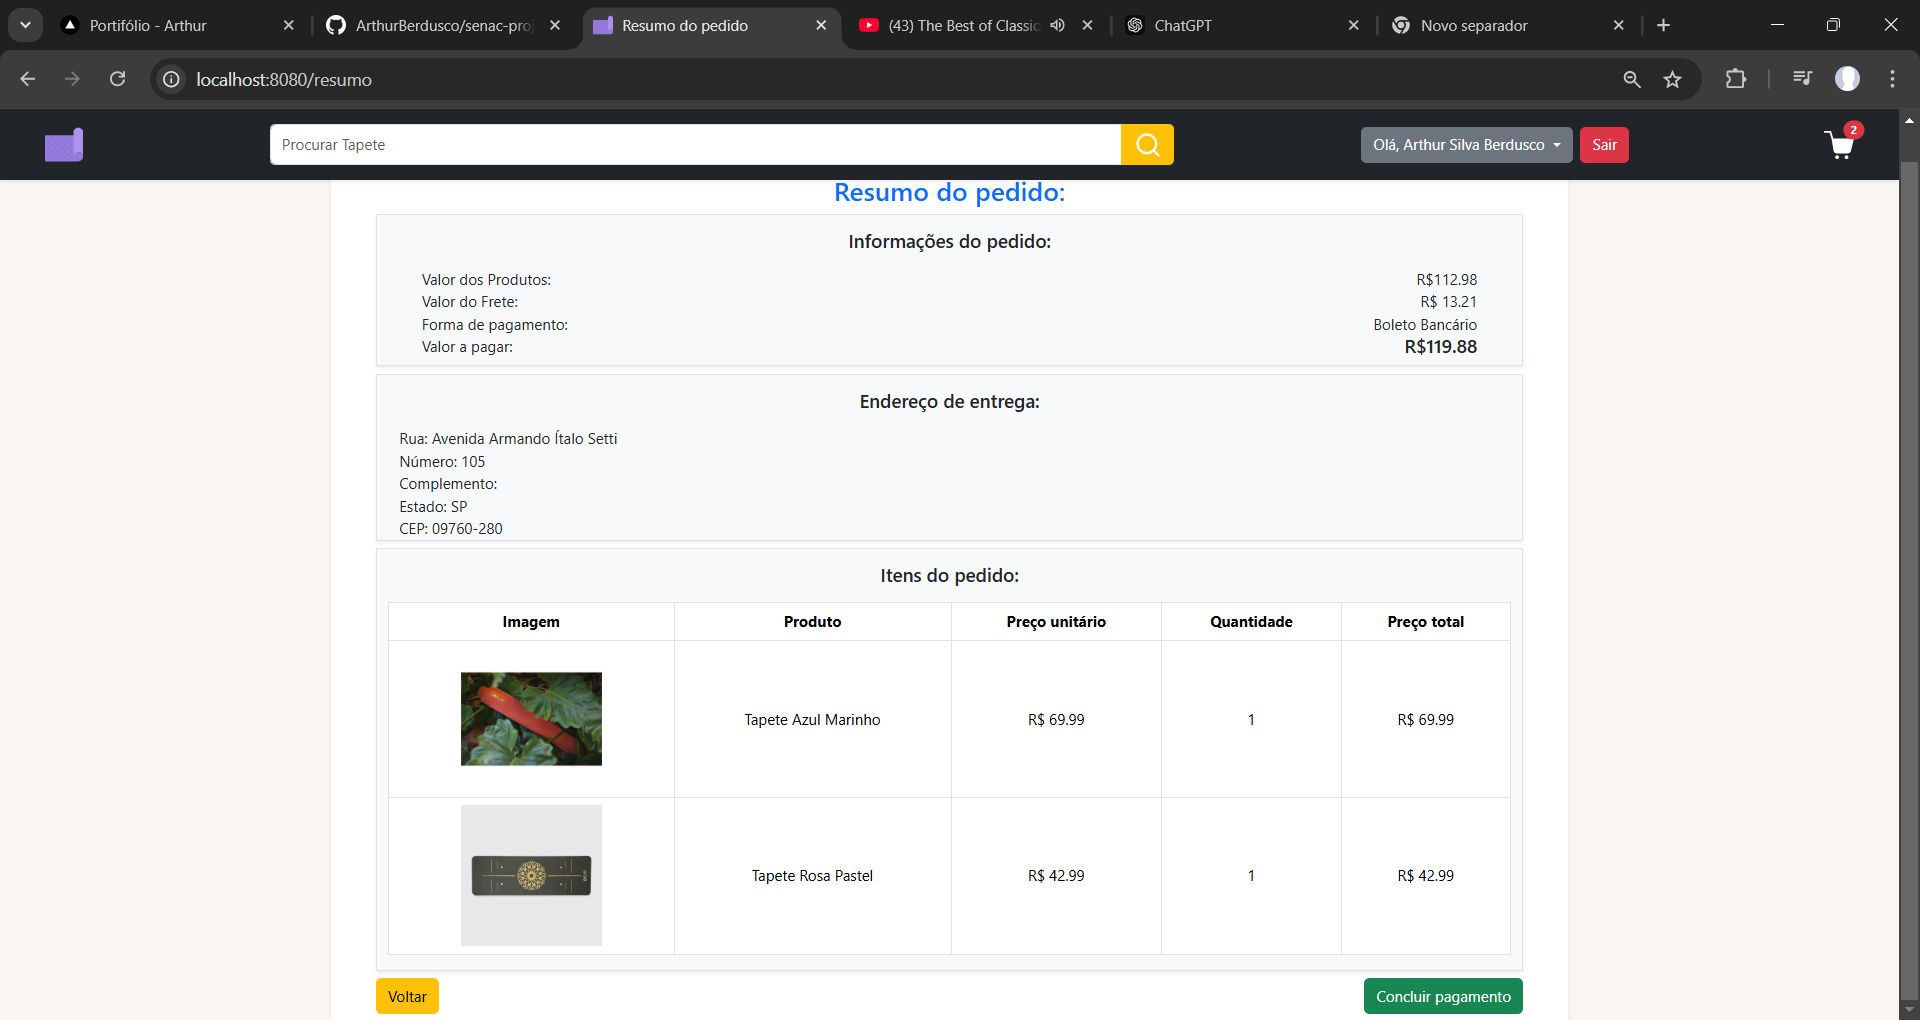 Portifólio - Arthur
ArthurBerdusco/senac-pro
Resumo do pedido
(43) The Best of Classic
ChatGPT
Novo separador
localhost:8080/resumo
Procurar Tapete
Olá, Arthur Silva Berdusco
Sair
2
Resumo do pedido:
Informações do pedido:
Valor dos Produtos: R$112.98
Valor do Frete: R$ 13.21
Forma de pagamento: Boleto Bancário
Valor a pagar: R$119.88
Endereço de entrega:
Rua: Avenida Armando Ítalo Setti
Número: 105
Complemento:
Estado: SP
CEP: 09760-280
Itens do pedido:
Imagem Produto Preço unitário Quantidade Preço total
Tapete Azul Marinho R$ 69.99 1 R$ 69.99
Tapete Rosa Pastel R$ 42.99 1 R$ 42.99
Voltar
Concluir pagamento